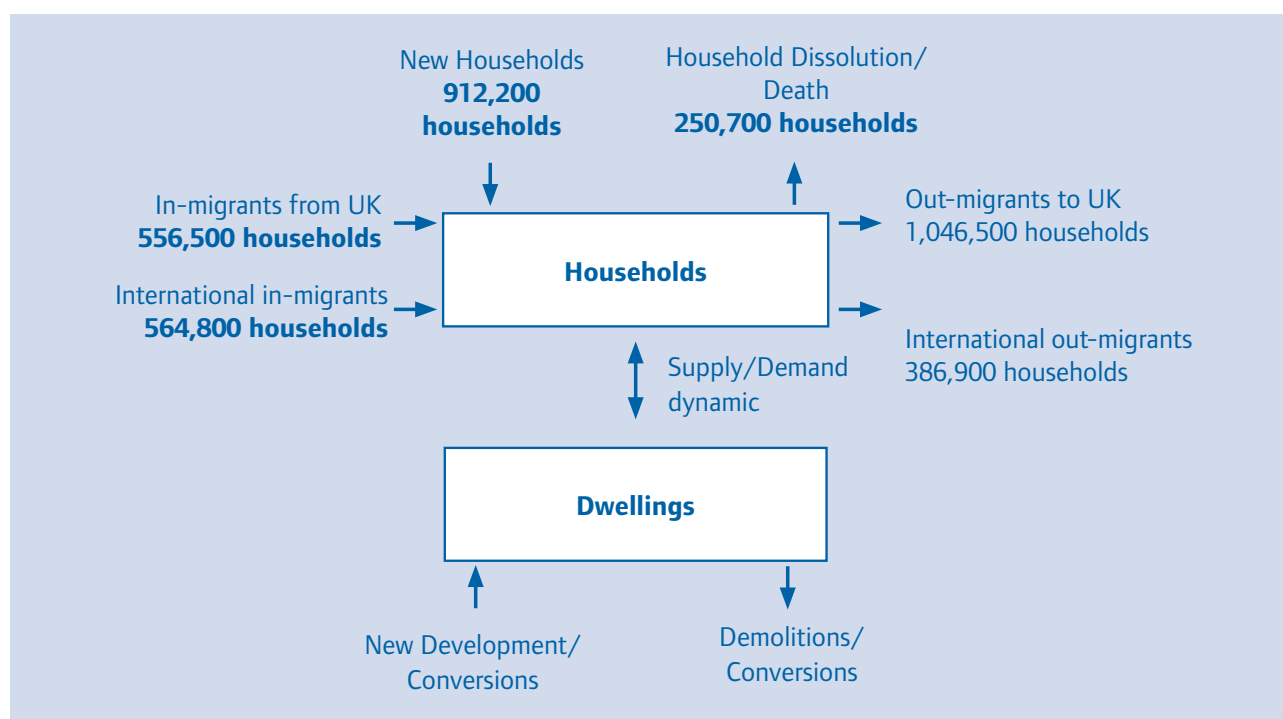 New Households
912,200
households
Household Dissolution/
Death
250,700 households
In-migrants from UK
556,500 households
Out-migrants to UK
1,046,500 households
Households
International in-migrants
564,800 households
International out-migrants
386,900 households
Supply/Demand
dynamic
Dwellings
New Development/
Conversions
Demolitions/
Conversions